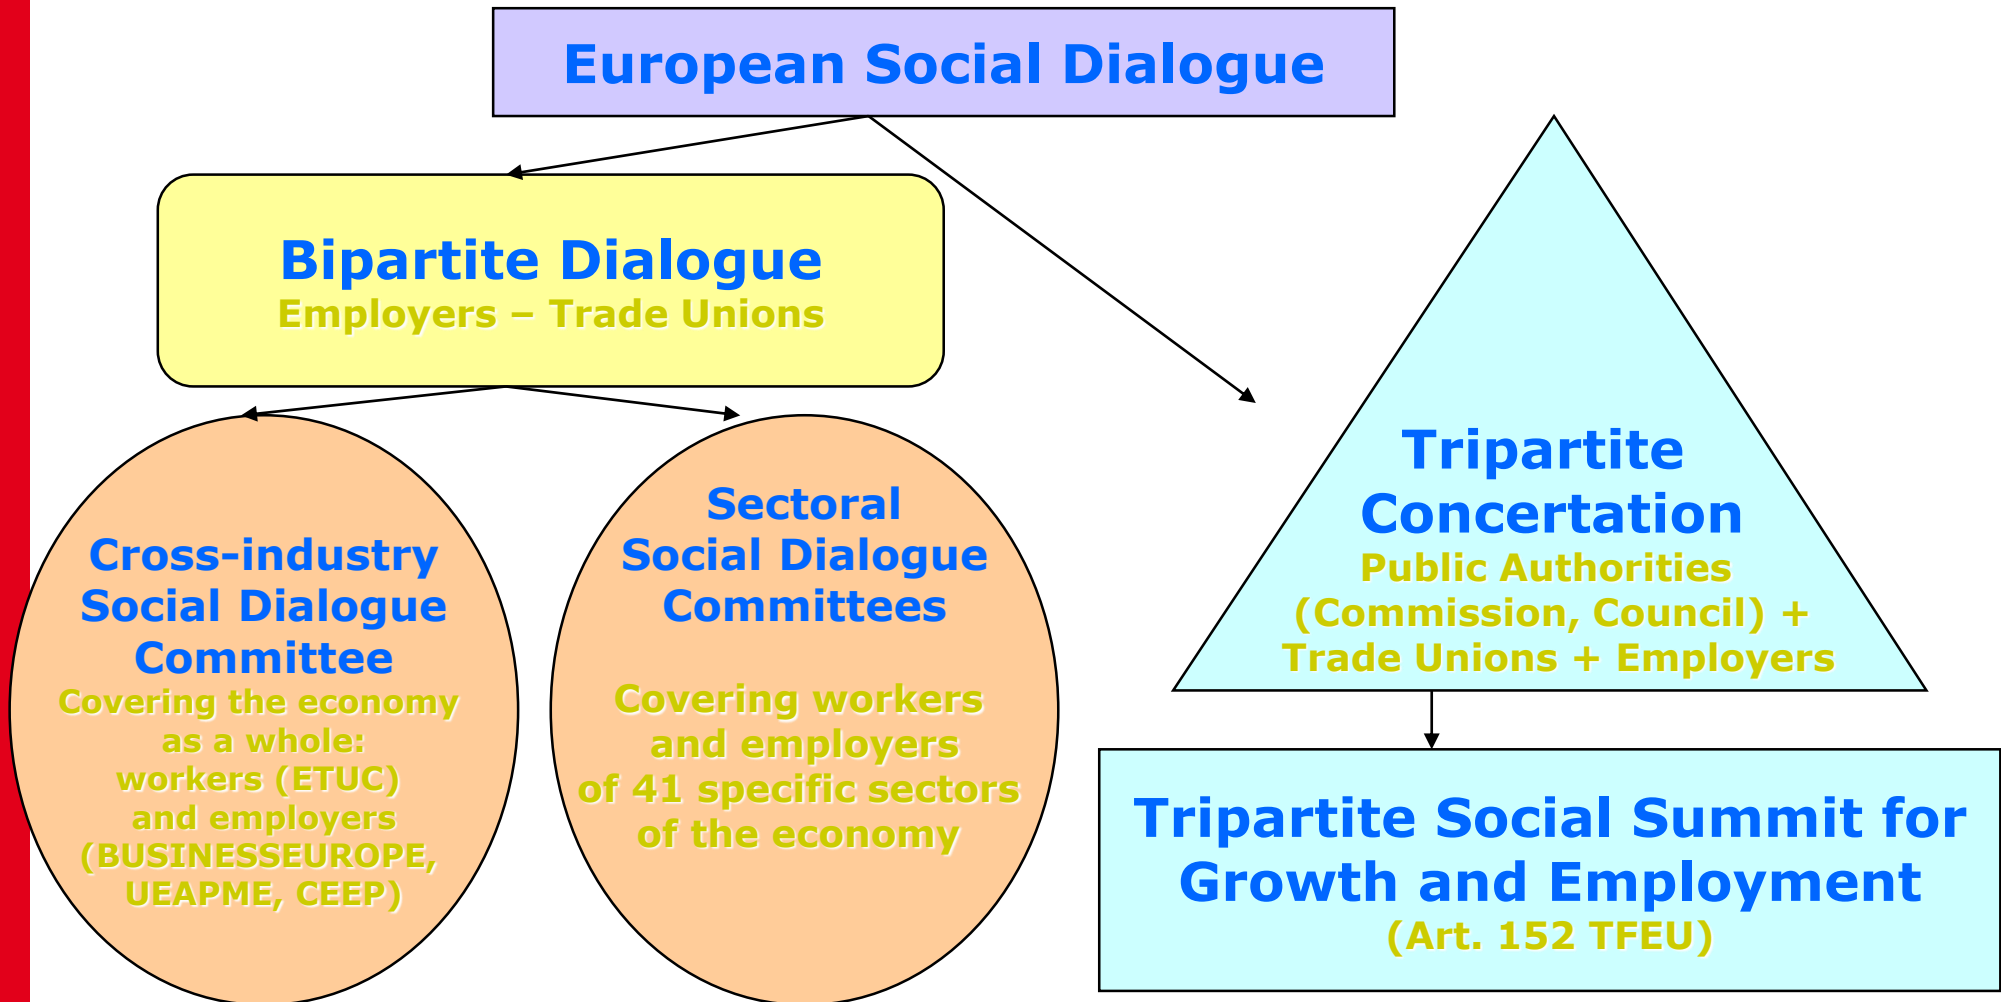 European Social Dialogue
Bipartite Dialogue
Employers – Trade Unions
Cross-industry
Social Dialogue
Committee
Covering the economy
as a whole:
workers (ETUC)
and employers
(BUSINESSEUROPE,
UEAPME, CEEP)
Sectoral
Social Dialogue
Committees
Covering workers
and employers
of 41 specific sectors
of the economy
Tripartite
Concertation
Public Authorities
(Commission, Council) +
Trade Unions + Employers
Tripartite Social Summit for
Growth and Employment
(Art. 152 TFEU)